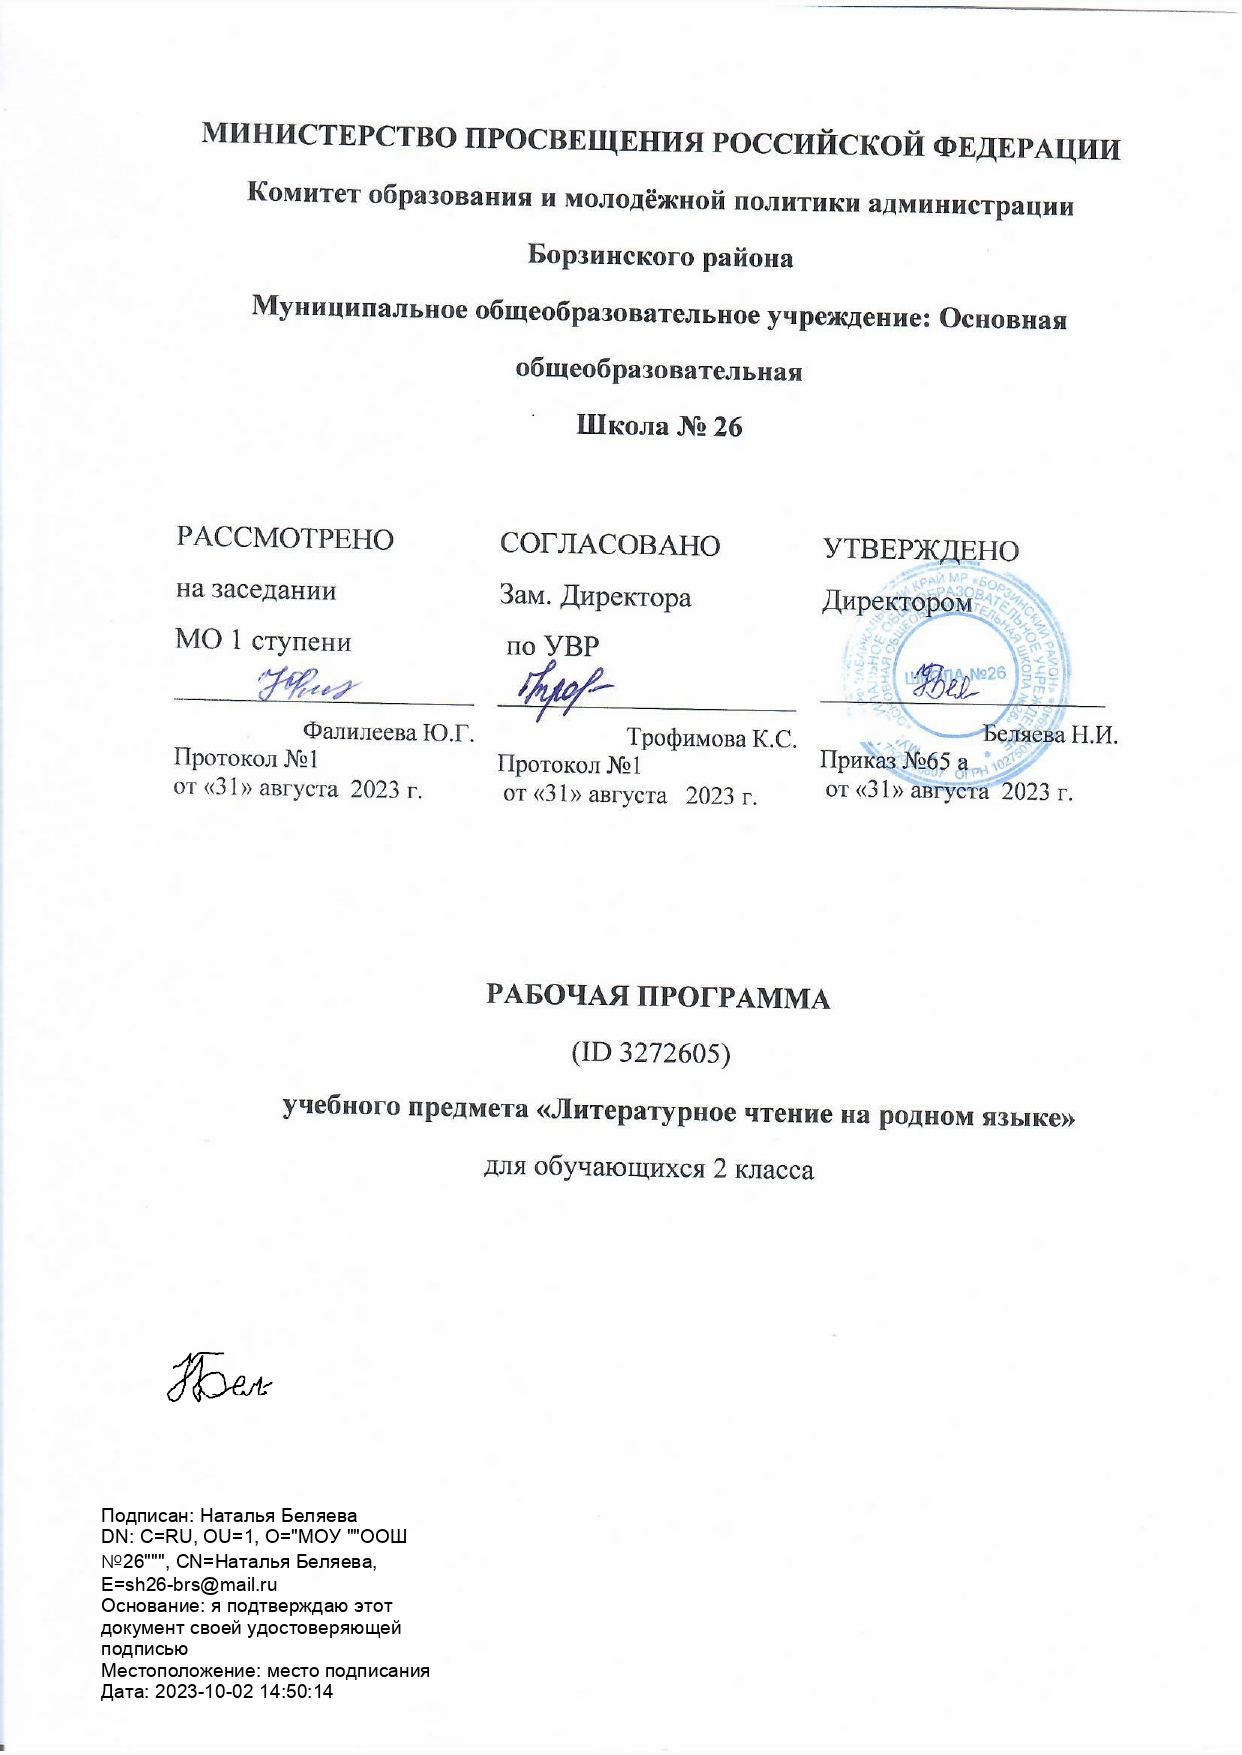 МИНИСТЕРСТВО ПРОСВЕЩЕНИЯ РОССИЙСКОЙ ФЕДЕРАЦИИ
Комитет образования и молодёжной политики администрации
Борзинского района
Муниципальное общеобразовательное учреждение: Основная
общеобразовательная
Школа № 26
РАССМОТРЕНО
на заседании
МО 1 ступени
Фалилеева Ю.Г.
Протокол №1
от «31» августа 2023 г.
СОГЛАСОВАНО
Зам. Директора
по УВР
Трофимова К.С.
Протокол №1
от «31» августа 2023 г.
УТВЕРЖДЕНО
Директором
ШКОЛА №26
Беляева Н.И.
Приказ №65 а
от «31» августа 2023 г.
РАБОЧАЯ ПРОГРАММА
(ID 3272605)
учебного предмета «Литературное чтение на родном языке»
для обучающихся 2 класса
Подписан: Наталья Беляева
DN: C=RU, OU=1, O="МОУ ""ООШ
№26""", CN=Наталья Беляева,
E=sh26-brs@mail.ru
Основание: я подтверждаю этот
документ своей удостоверяющей
подписью
Местоположение: место подписания
Дата: 2023-10-02 14:50:14